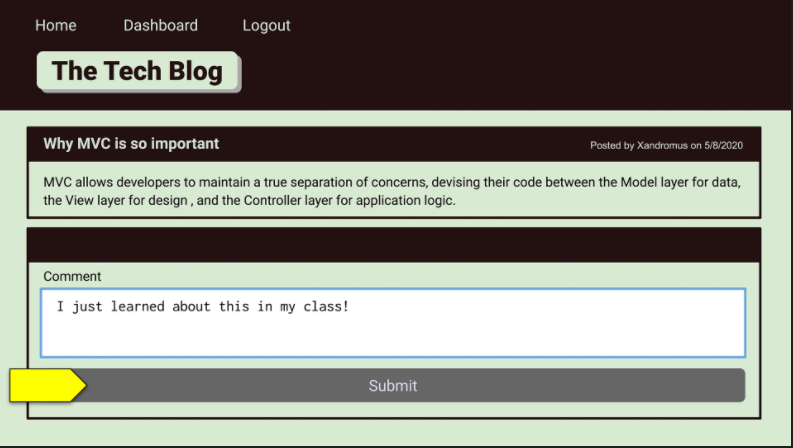 Home Dashboard Logout
The Tech Blog
Why MVC is so important Posted by Xandromus on 5/8/2020
MVC allows developers to maintain a true separation of concerns, devising their code between the Model layer for data,
the View layer for design , and the Controller layer for application logic.
Comment
I just learned about this in my class!
Submit